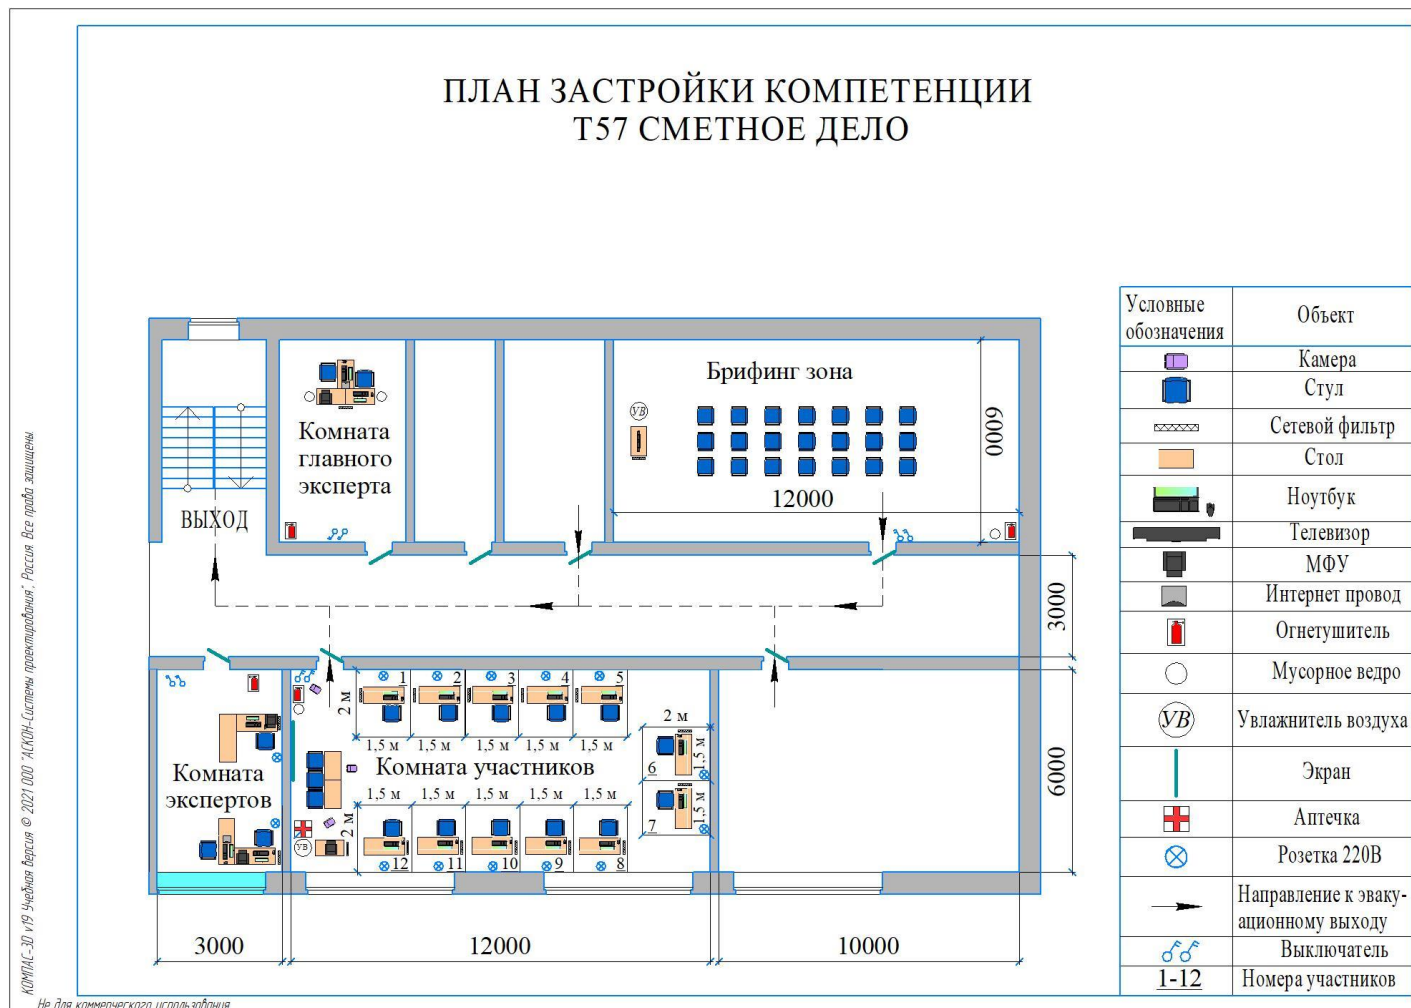 ПЛАН ЗАСТРОЙКИ КОМПЕТЕНЦИИ
Т57 СМЕТНОЕ ДЕЛО
Условные
обозначения
Объект
Камера
Стул
Сетевой фильтр
Стол
Ноутбук
Телевизор
МФУ
Интернет провод
Огнетушитель
Мусорное ведро
УВ
Увлажнитель воздуха
Экран
Аптечка
Розетка 220В
Направление к эваку-
ационному выходу
Выключатель
1-12
Номера участников
Брифинг зона
УВ
6000
12000
Комната
главного
эксперта
ВЫХОД
3000
6000
1
2
3
4
5
2 м
1,5 м
1,5 м
1,5 м
1,5 м
1,5 м
2 м
6
1,5 м
7
1,5 м
Комната участников
Комната
экспертов
1,5 м
1,5 м
1,5 м
1,5 м
1,5 м
2 м
УВ
12
11
10
9
8
3000
12000
10000
КОМПАС-3D v19 Учебная версия © 2021 ООО "АСКОН-Системы проектирования", Россия. Все права защищены.
Не для коммерческого использования